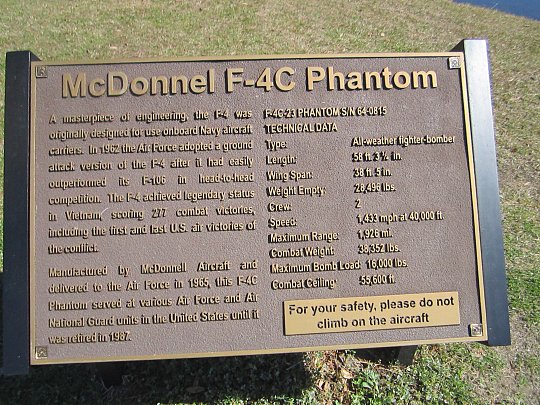 McDonnel F-4C Phantom
A masterpiece of engineering, the F-4 was
originally designed for use onboard Navy aircraft
carriers. In 1962 the Air Force adopted a ground
attack version of the F-4 after it had easily
outperformed its F-106 in head-to-head
competition. The F-4 achieved legendary status
in Vietnam, scoring 277 combat victories,
including the first and last U.S. air victories of
the conflict.
Manufactured by McDonnell Aircraft and
delivered to the Air Force in 1965, this F-4C
Phantom served at various Air Force and Air
National Guard units in the United States until it
was retired in 1987.
F-4C-23 PHANTOM S/N 64-0815
TECHNICAL DATA
Type: All-weather fighter-bomber
Length: 58 ft. 3 ½ in.
Wing Span: 38 ft. 5 in.
Weight Empty: 28,496 lbs.
Crew: 2
Speed: 1,433 mph at 40,000 ft
Maximum Range: 1,926 mi.
Combat Weight: 38,352 lbs.
Maximum Bomb Load: 16,000 lbs.
Combat Ceiling: 55,600 ft.
For your safety, please do not
climb on the aircraft